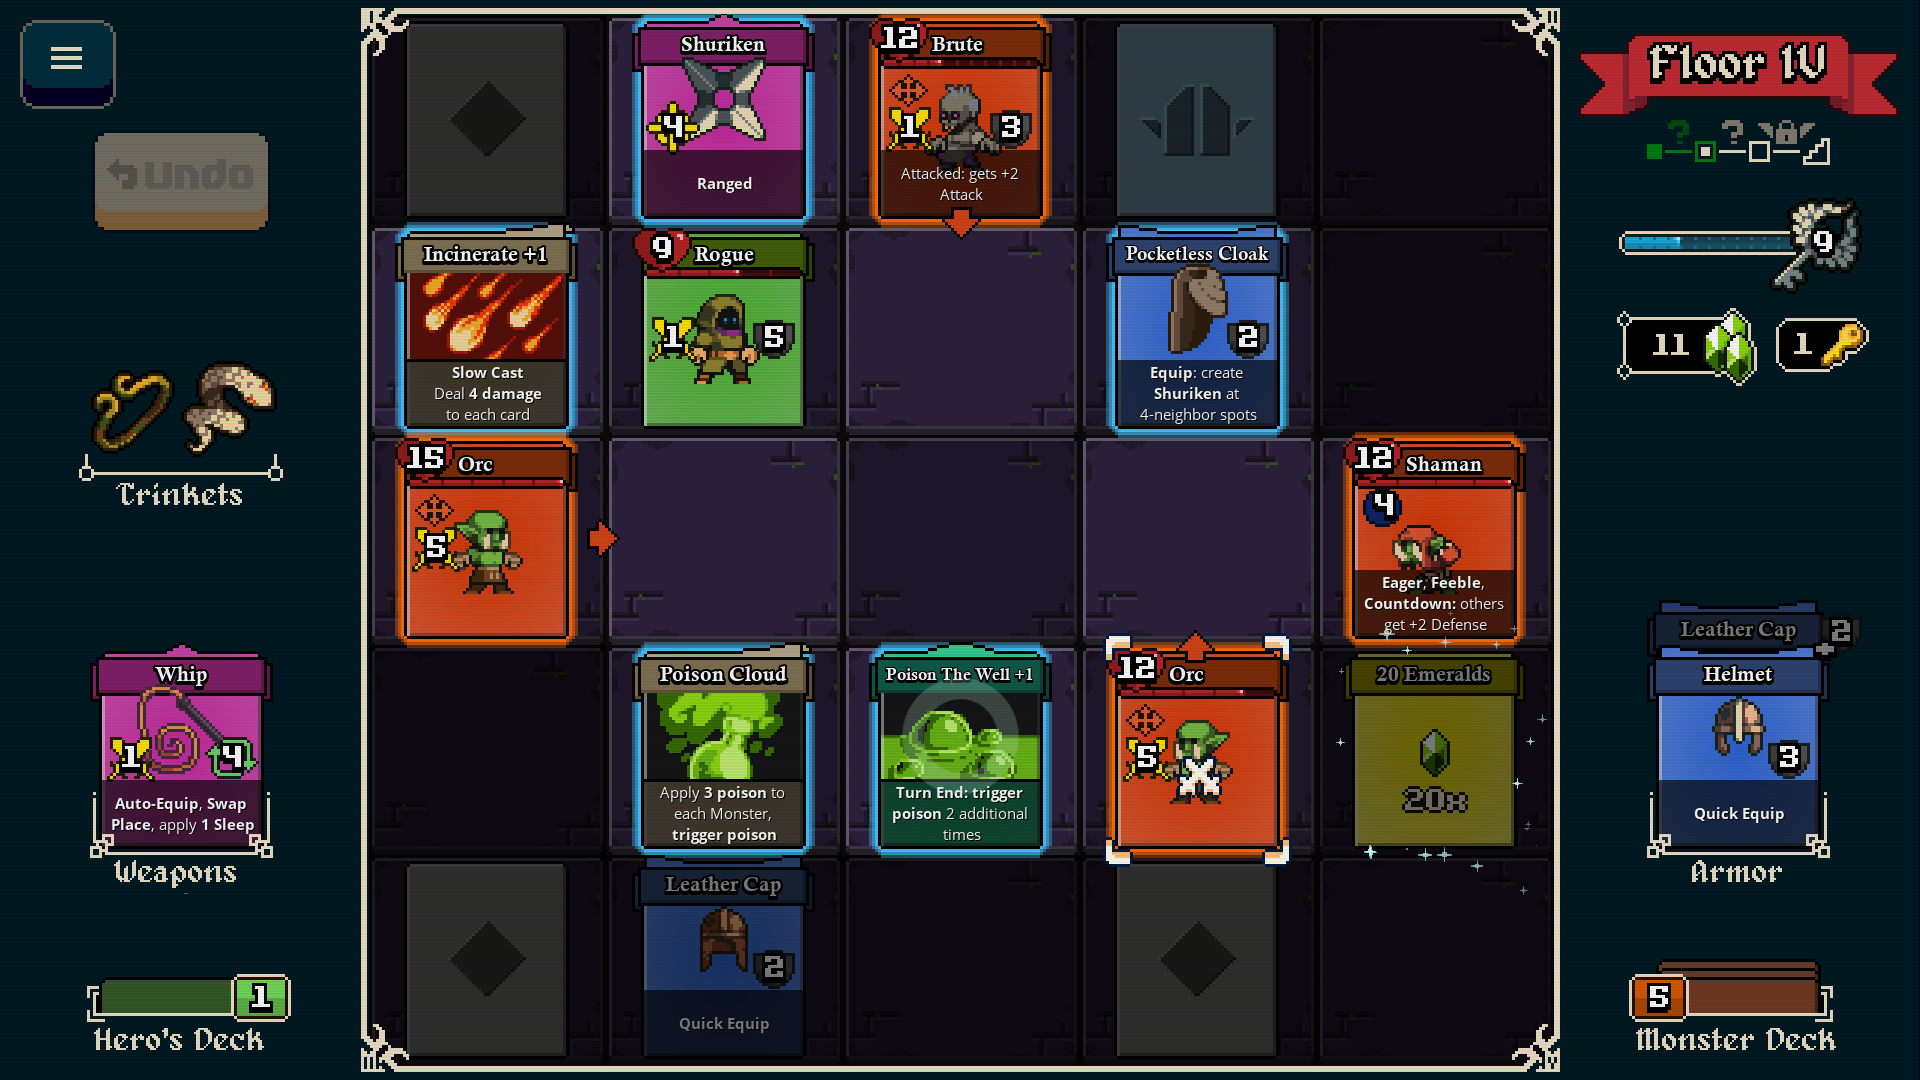 Undo
Trinkets
Whip
1
4
Auto-Equip, Swap
Place, apply 1 Sleep
Weapons
1
Hero's Deck
Shuriken
4
Ranged
12
Brute
1
3
Attacked: gets +2
Attack
Incinerate +1
Slow Cast
Deal 4 damage
to each card
9
Rogue
1
5
Pocketless Cloak
2
Equip: create
Shuriken at
4-neighbor spots
15
Orc
5
12
Shaman
4
Eager, Feeble,
Countdown: others
get +2 Defense
Poison Cloud
Apply 3 poison to
each Monster,
trigger poison
Poison The Well +1
Turn End: trigger
poison 2 additional
times
12
Orc
5
20 Emeralds
20x
Leather Cap
2
Quick Equip
Floor IV
? ?
9
11
1
Leather Cap
2
Helmet
3
Quick Equip
Armor
5
Monster Deck